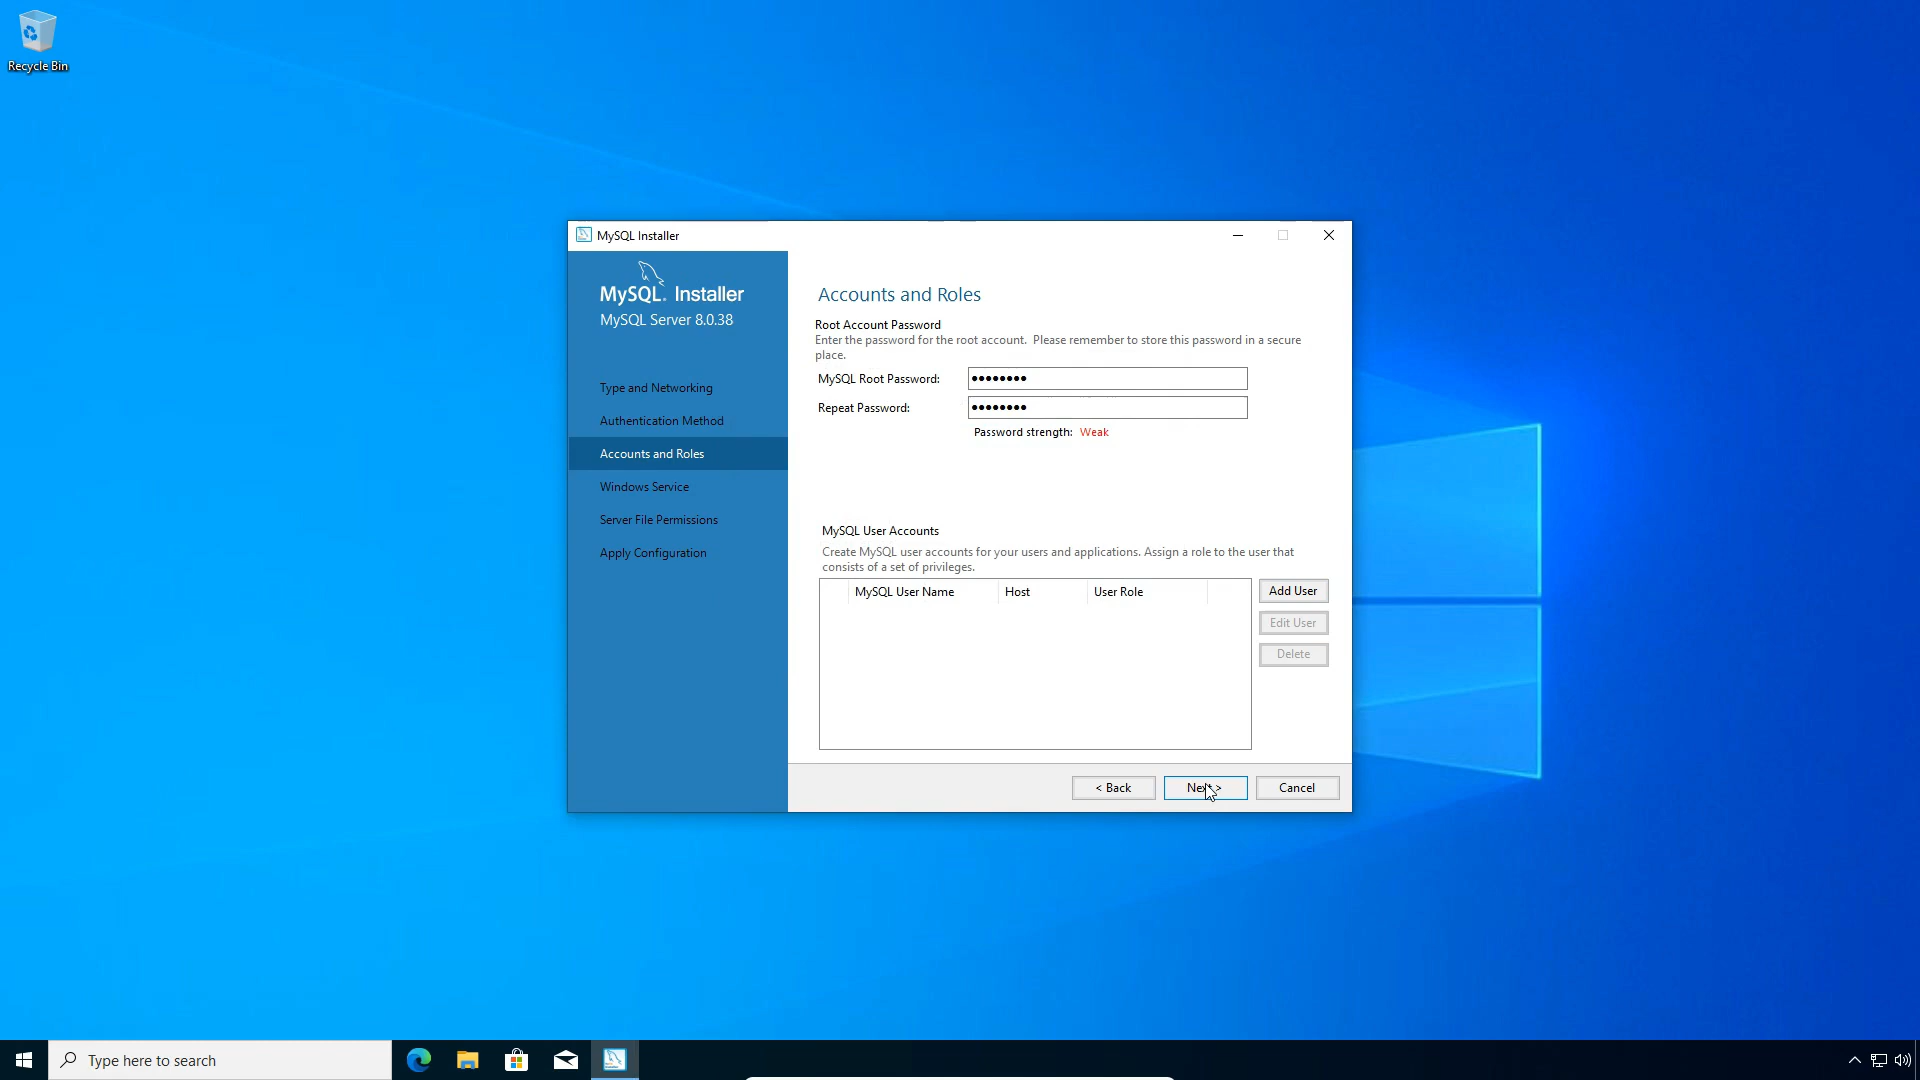 Recycle Bin
MySQL Installer
MySQL. Installer
MySQL Server 8.0.38
Type and Networking
Authentication Method
Accounts and Roles
Windows Service
Server File Permissions
Apply Configuration
Accounts and Roles
Root Account Password
Enter the password for the root account. Please remember to store this password in a secure
place.
MySQL Root Password: ●●●●●●●●
Repeat Password: ●●●●●●●●
Password strength: Weak
MySQL User Accounts
Create MySQL user accounts for your users and applications. Assign a role to the user that
consists of a set of privileges.
MySQL User Name Host User Role
Add User
Edit User
Delete
< Back Next > Cancel
Type here to search